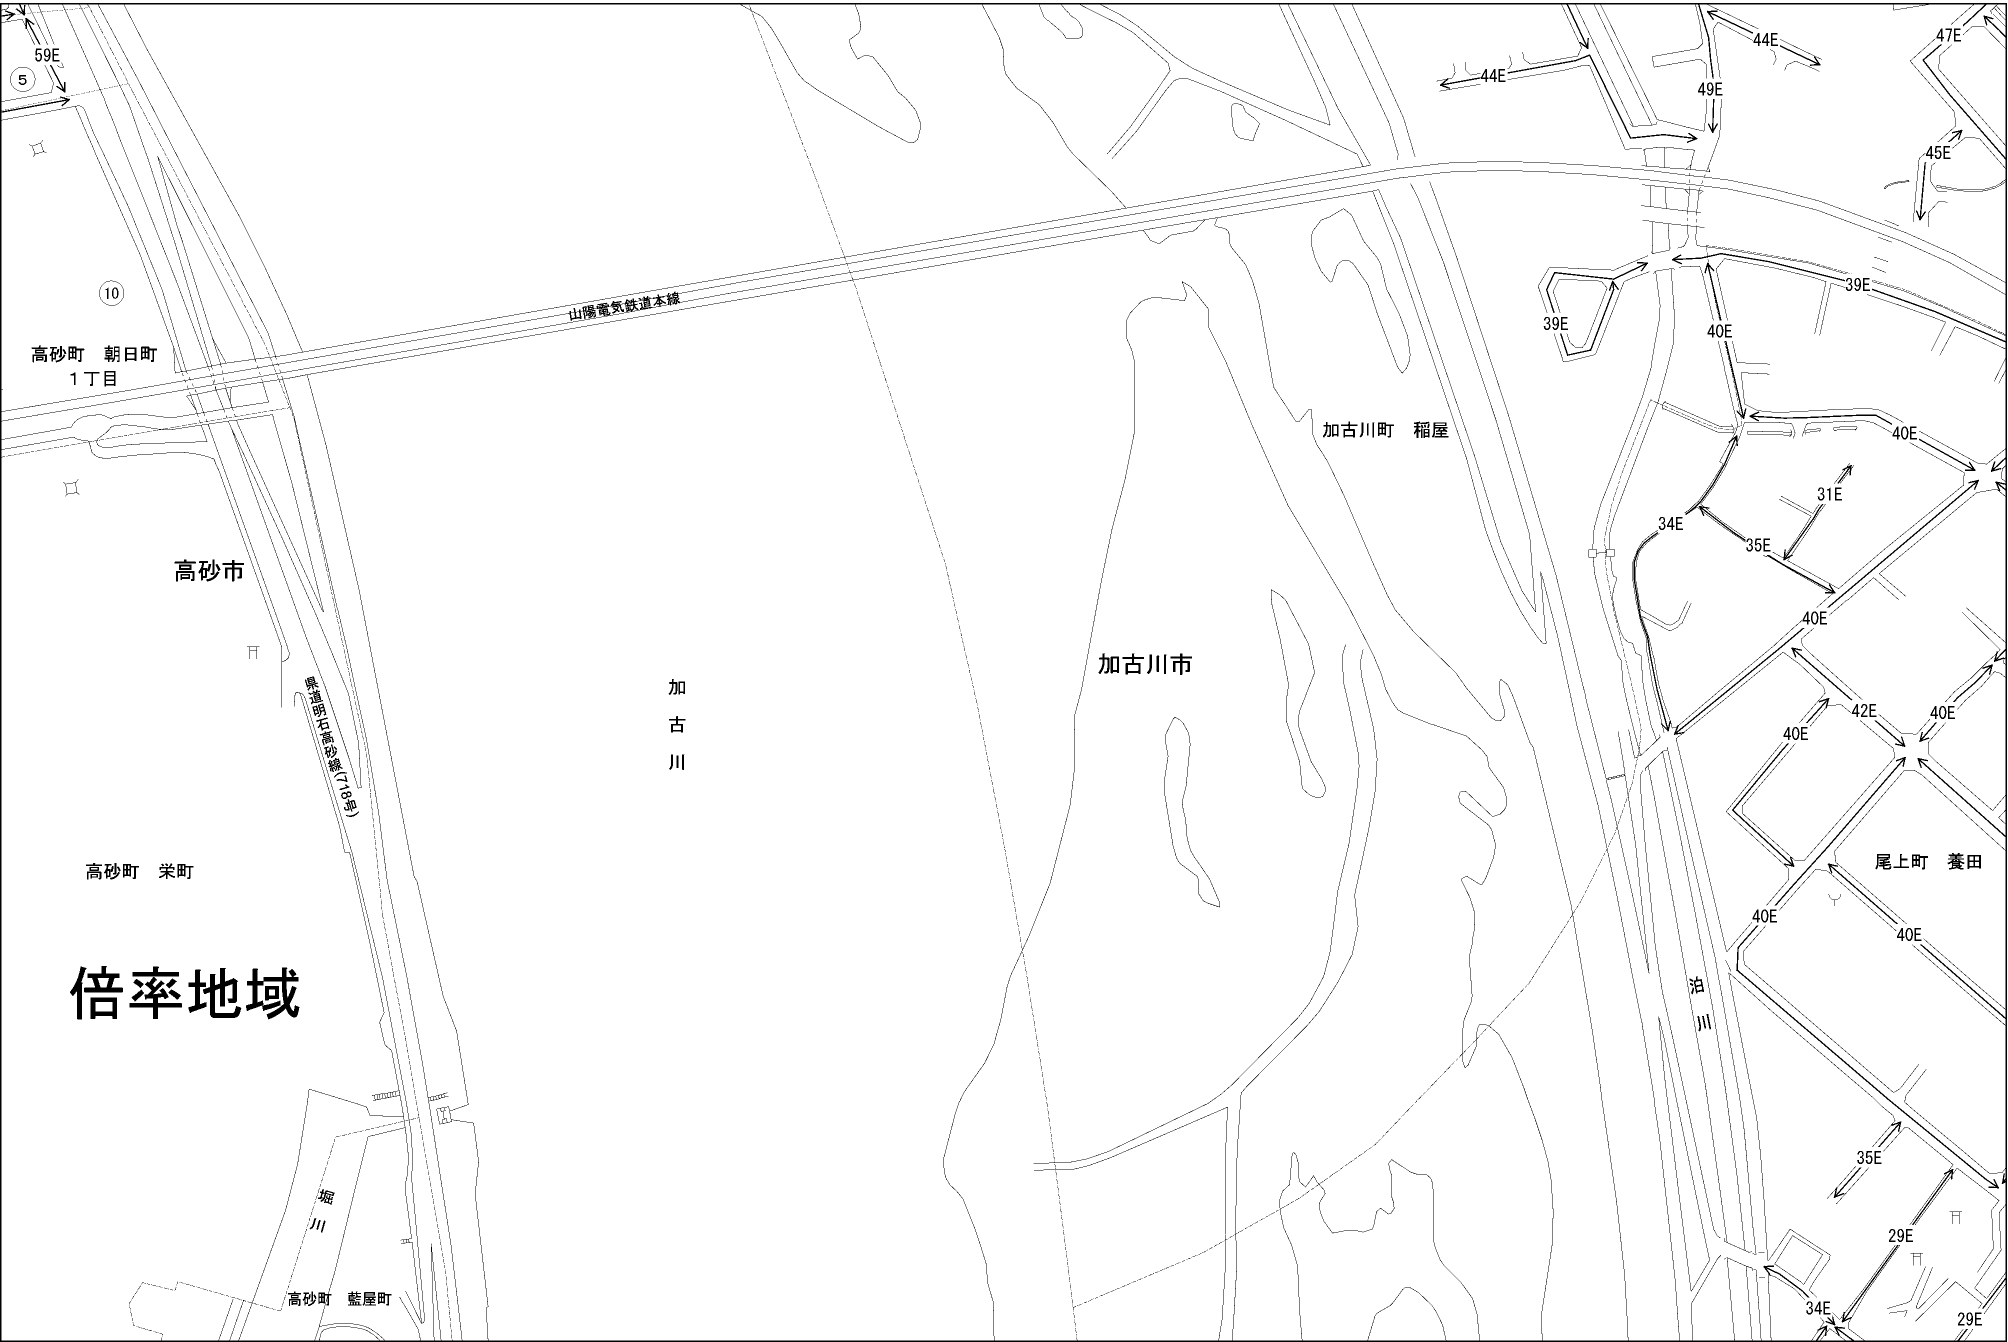 59E
⑤
44E
44E
49E
47E
45E
⑩
山陽電気鉄道本線
39E
39E
40E
高砂町　朝日町
１丁目
加古川町　稲屋
40E
31E
34E
35E
高砂市
40E
加古川市
県道明石高砂線(718号)
加古川
42E
40E
40E
高砂町　栄町
尾上町　養田
40E
40E
倍率地域
泊川
35E
堀川
29E
高砂町　藍屋町
34E
29E